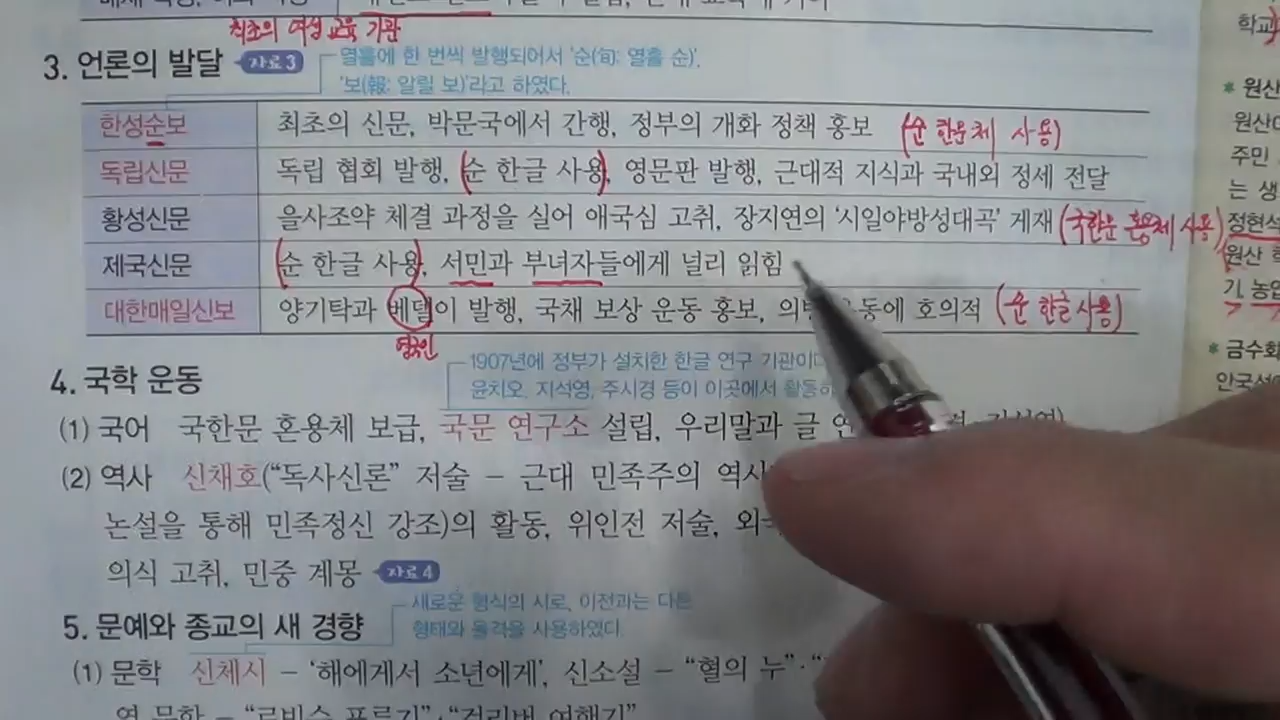 최초의 여성 교육 기관
3. 언론의 발달 자료 3
열흘에 한 번씩 발행되어서 '순(旬: 열흘 순)',
'보(報: 알릴 보)'라고 하였다.
한성순보 최초의 신문, 박문국에서 간행, 정부의 개화 정책 홍보 (순 한문체 사용)
독립신문 독립 협회 발행, (순 한글 사용), 영문판 발행, 근대적 지식과 국내외 정세 전달
황성신문 을사조약 체결 과정을 실어 애국심 고취, 장지연의 '시일야방성대곡' 게재 (국한문 혼용체 사용)
제국신문 (순 한글 사용), 서민과 부녀자들에게 널리 읽힘
대한매일신보 양기탁과 베델이 발행, 국채 보상 운동 홍보, 의병 운동에 호의적 (순 한글 사용)
영국인
1907년에 정부가 설치한 한글 연구 기관이다
윤치오, 지석영, 주시경 등이 이곳에서 활동하
4. 국학 운동
(1) 국어 국한문 혼용체 보급, 국문 연구소 설립, 우리말과 글 연
(2) 역사 신채호("독사신론" 저술 – 근대 민족주의 역사
논설을 통해 민족정신 강조)의 활동, 위인전 저술, 외국
의식 고취, 민중 계몽 자료 4
새로운 형식의 시로, 이전과는 다른
형태와 율격을 사용하였다.
5. 문예와 종교의 새 경향
(1) 문학 신체시 – '해에게서 소년에게', 신소설 – "혈의 누"·"
역 문학 – "로빈슨 표류기"·"걸리버 여행기"
학교
* 원산
원산
주민
는 생
정현석
원산 학
기, 농업
* 금수회
안국선